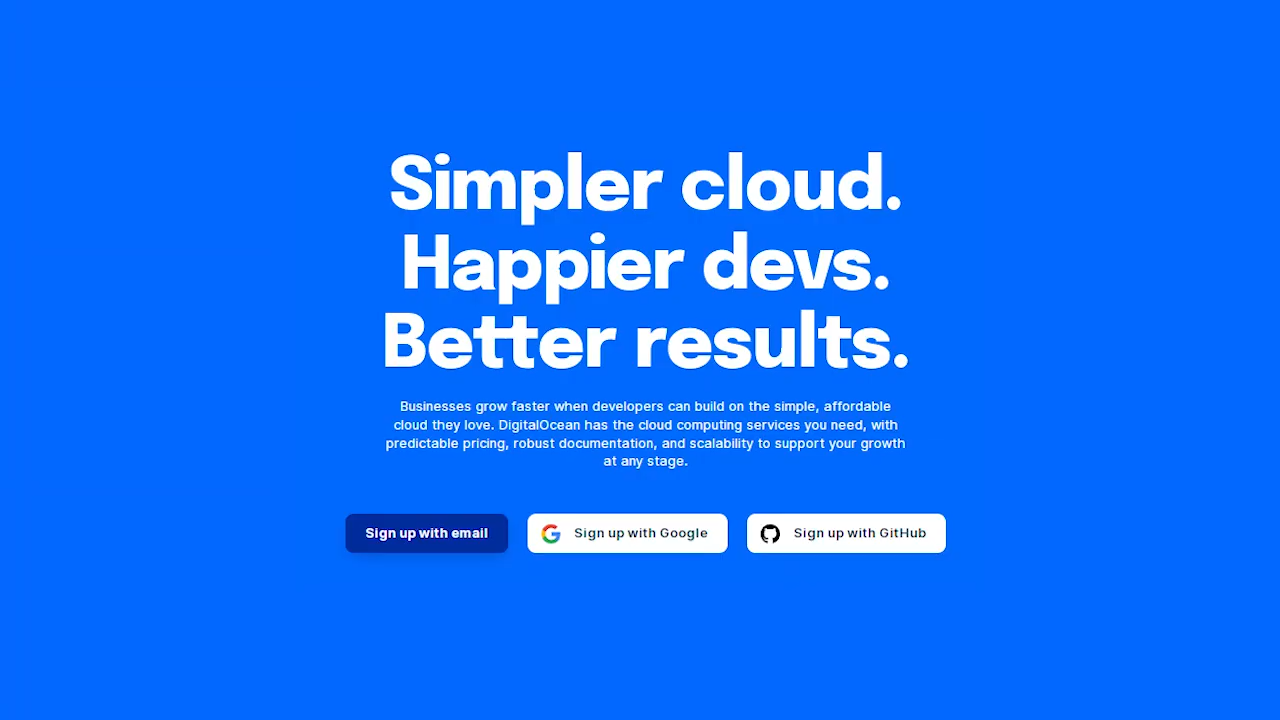 Simpler cloud.
Happier devs.
Better results.
Businesses grow faster when developers can build on the simple, affordable
cloud they love. DigitalOcean has the cloud computing services you need, with
predictable pricing, robust documentation, and scalability to support your growth
at any stage.
Sign up with email
Sign up with Google
Sign up with GitHub